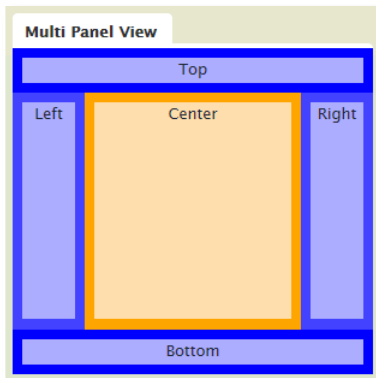 Multi Panel View
Top
Left
Center
Right
Bottom